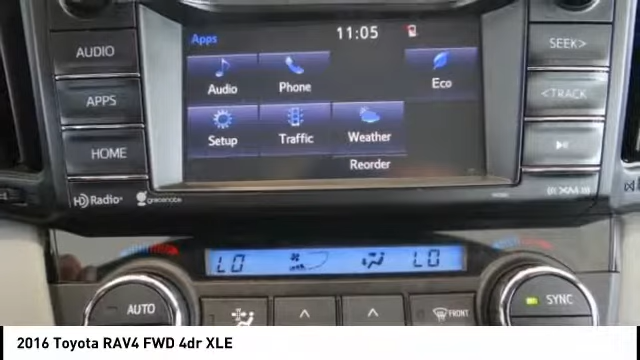 Apps
11:05
AUDIO
SEEK>
Audio
Phone
Eco
APPS
<TRACK
Setup
Traffic
Weather
HOME
Reorder
HD Radio
gracenote
((XM))
LO
LO
AUTO
FRONT
SYNC
2016 Toyota RAV4 FWD 4dr XLE